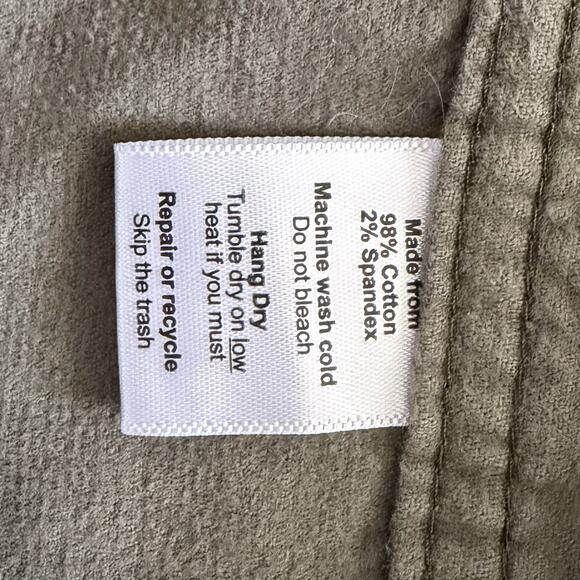 Made from
98% Cotton
2% Spandex
Machine wash cold
Do not bleach
Hang Dry
Tumble dry on low
heat if you must
Repair or recycle
Skip the trash